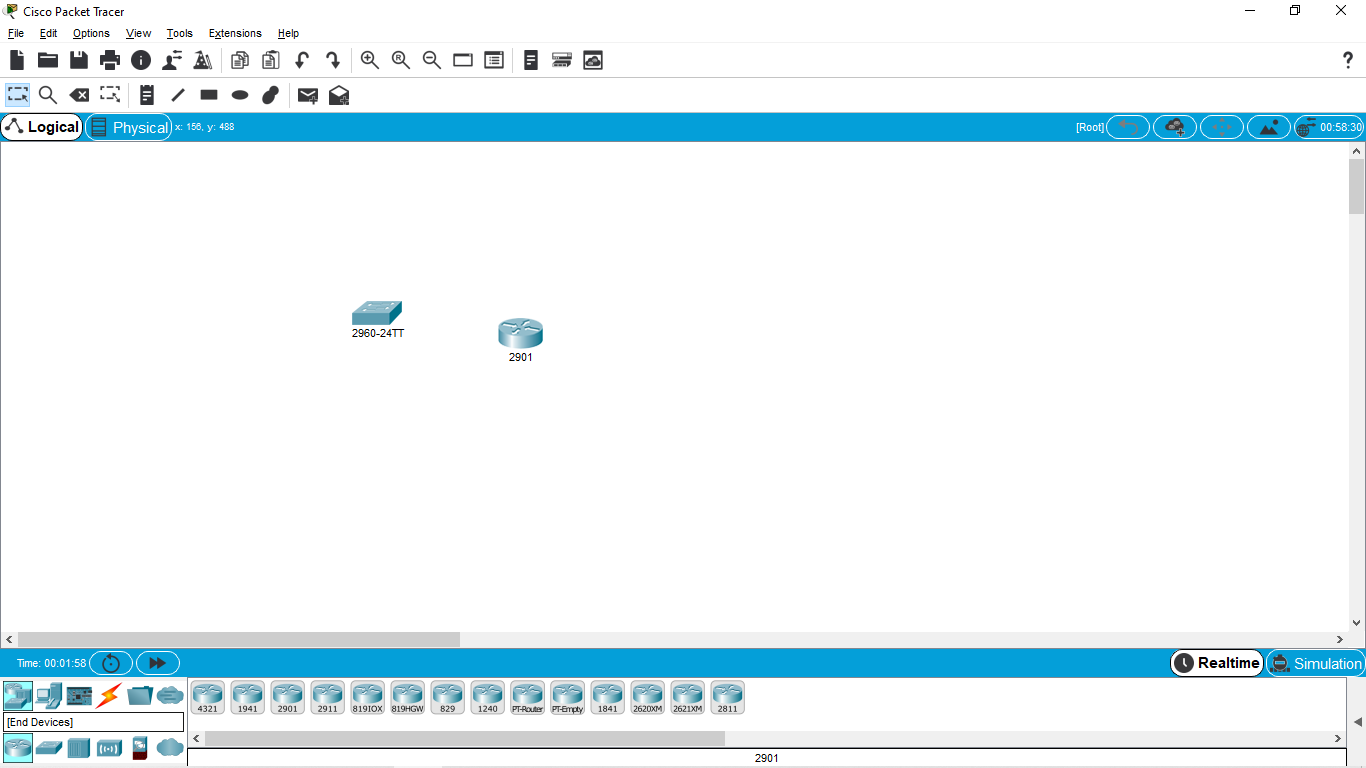 Cisco Packet Tracer
File Edit Options View Tools Extensions Help
Logical Physical x: 156, y: 488 [Root] 00:58:30
2960-24TT
2901
Time: 00:01:58 Realtime Simulation
4321 1941 2901 2911 819IOX 819HGW 829 1240 PT-Router PT-Empty 1841 2620XM 2621XM 2811
[End Devices]
2901